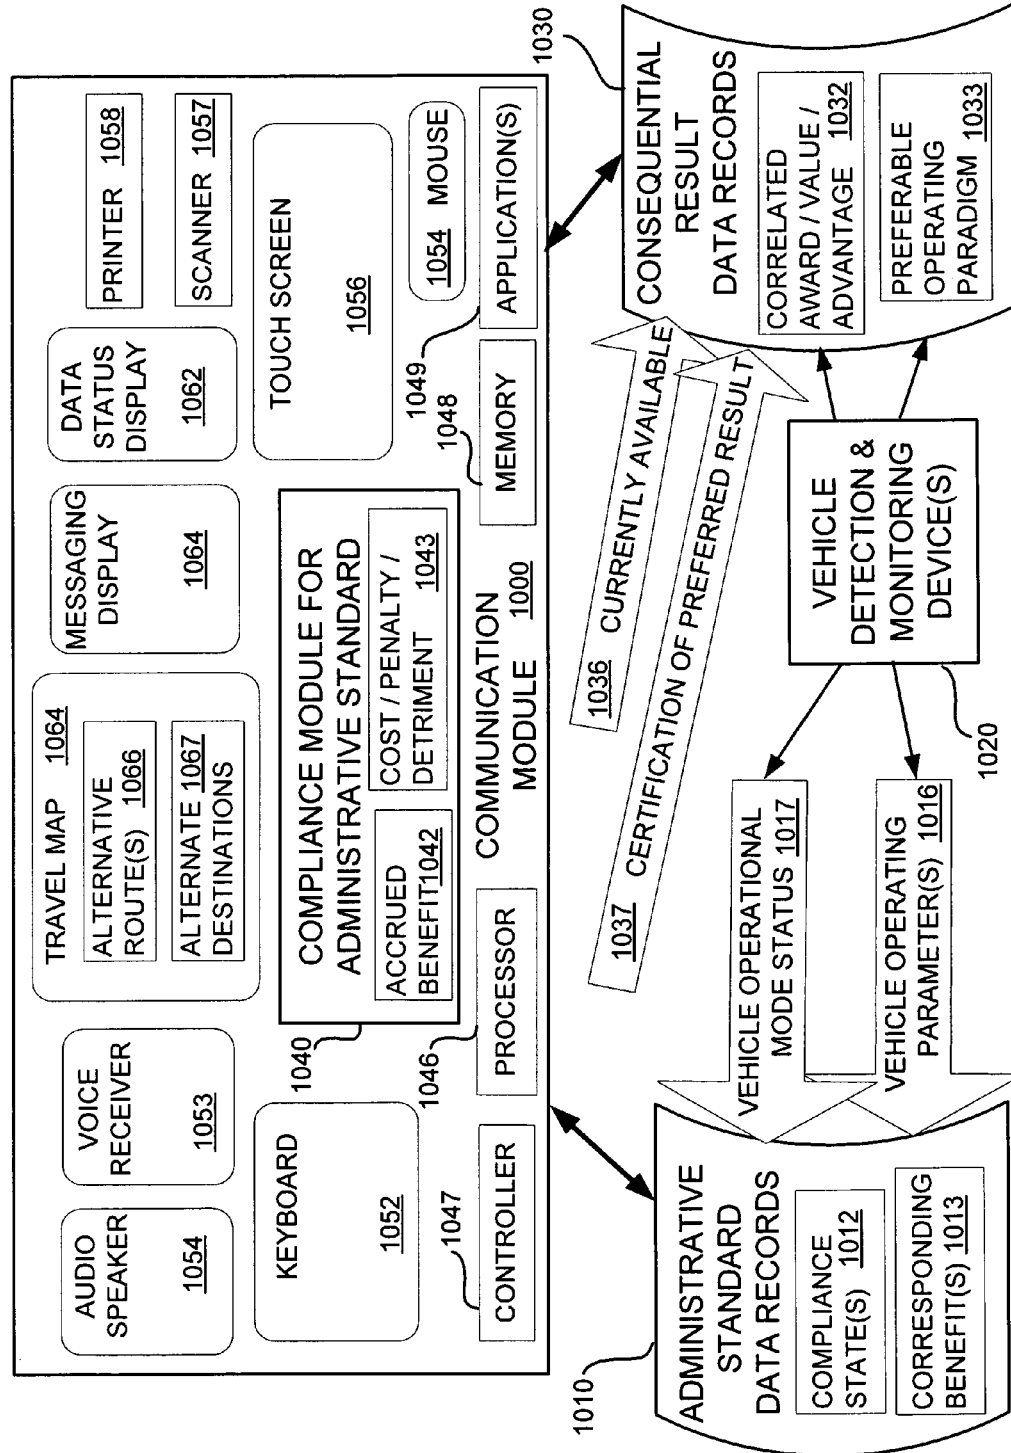 AUDIO
SPEAKER
1054
VOICE
RECEIVER
1053
TRAVEL MAP 1064
ALTERNATIVE
ROUTE(S) 1066
ALTERNATE 1067
DESTINATIONS
MESSAGING
DISPLAY
1064
DATA
STATUS
DISPLAY
1062
PRINTER 1058
SCANNER 1057
KEYBOARD
1052
1040
COMPLIANCE MODULE FOR
ADMINISTRATIVE STANDARD
ACCRUED
BENEFIT 1042
COST / PENALTY /
DETRIMENT 1043
TOUCH SCREEN
1056
1054 MOUSE
1047
CONTROLLER
1046
PROCESSOR
COMMUNICATION
MODULE 1000
1048
MEMORY
1049
APPLICATION(S)
1010
ADMINISTRATIVE
STANDARD
DATA RECORDS
COMPLIANCE
STATE(S) 1012
CORRESPONDING
BENEFIT(S) 1013
1036 CURRENTLY AVAILABLE
1037 CERTIFICATION OF PREFERRED RESULT
VEHICLE OPERATIONAL
MODE STATUS 1017
VEHICLE OPERATING
PARAMETER(S) 1016
1020
VEHICLE
DETECTION &
MONITORING
DEVICE(S)
1030
CONSEQUENTIAL
RESULT
DATA RECORDS
CORRELATED
AWARD / VALUE /
ADVANTAGE 1032
PREFERABLE
OPERATING
PARADIGM 1033